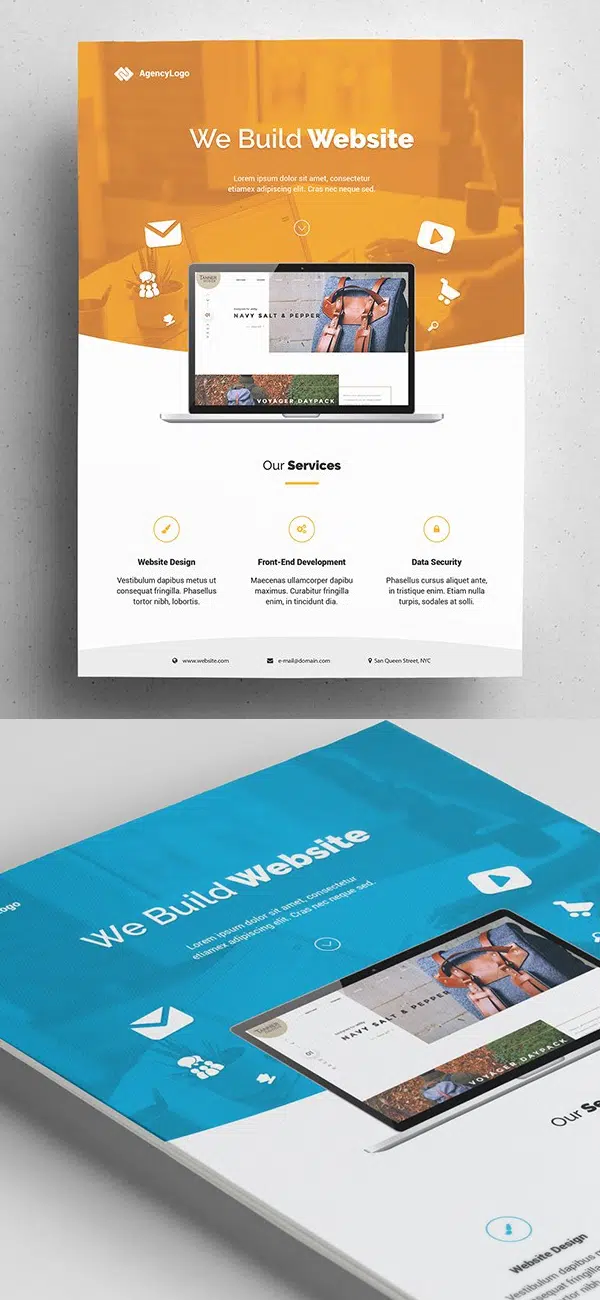 AgencyLogo
We Build Website
Lorem ipsum dolor sit amet, consectetur
etiamex adipiscing elit. Cras nec neque sed.
TANNER
01
NAVY SALT & PEPPER
VOYAGER DAYPACK
Our Services
Website Design
Front-End Development
Data Security
Vestibulum dapibus metus ut
consequat fringilla. Phasellus
tortor nibh, lobortis.
Maecenas ullamcorper dapibu
maximus. Curabitur fringilla
enim, in tincidunt dia.
Phasellus cursus aliquet ante,
in tristique enim. Etiam nulla
turpis, sodales at solli.
www.website.com
e-mail@domain.com
San Queen Street, NYC
ogo
We Build Website
Lorem ipsum dolor sit amet, consectetur
etiamex adipiscing elit. Cras nec neque sed.
TANNER
01
NAVY SALT & PEPPER
VOYAGER DAYPACK
Our Se
Website Design
Vestibulum dapibus m
consequat fringilla